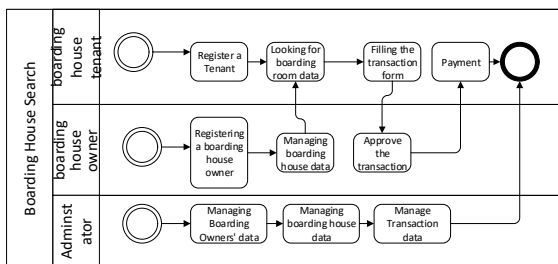 Boarding House Search
boarding house
tenant
Register a
Tenant
Looking for
boarding
room data
Filling the
transaction
form
Payment
boarding house
owner
Registering
a boarding
house
owner
Managing
boarding
house data
Approve
the
transaction
Administ
ator
Managing
Boarding
Owners' data
Managing
boarding house
data
Manage
Transaction
data